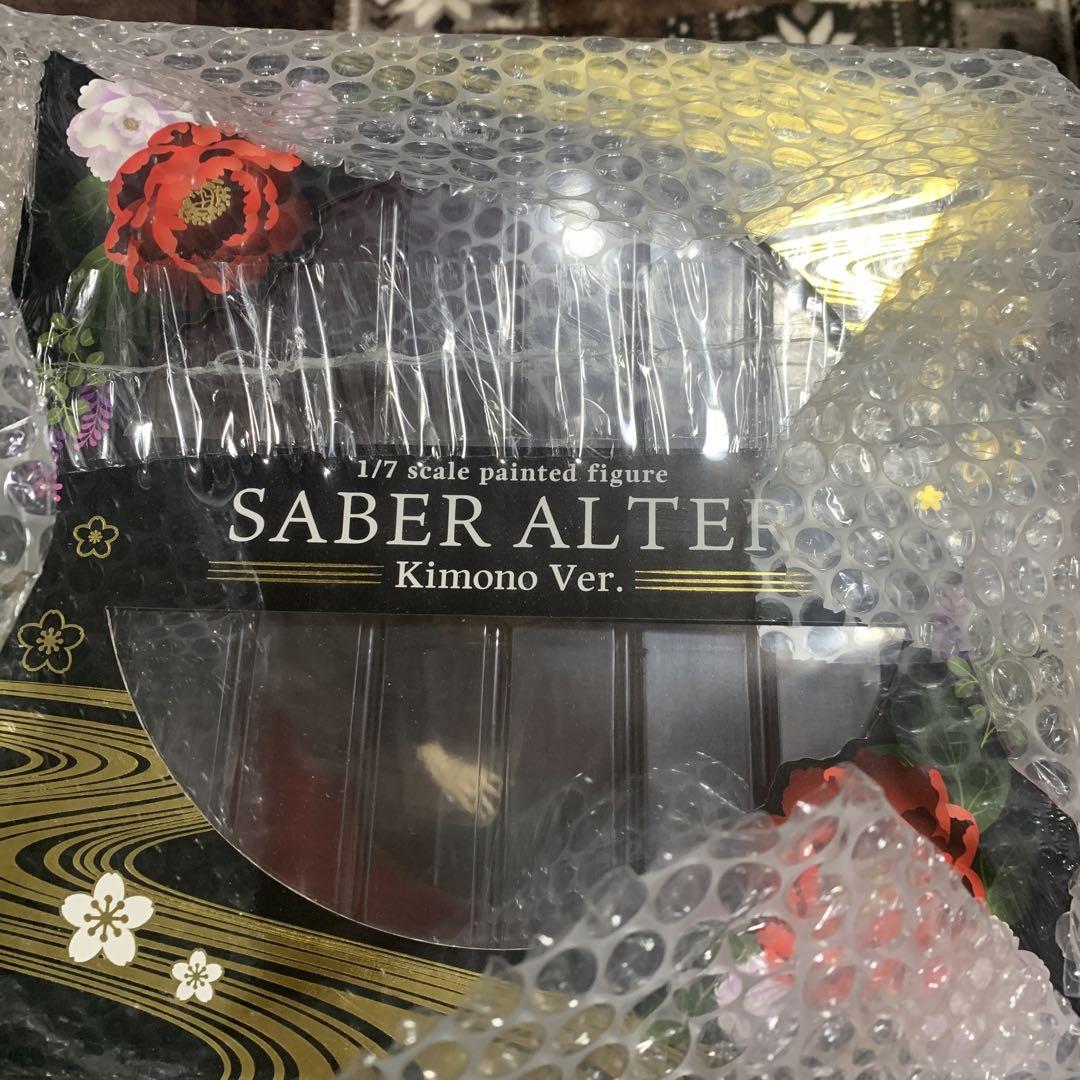 1/7 scale painted figure
SABER ALTER
Kimono Ver.